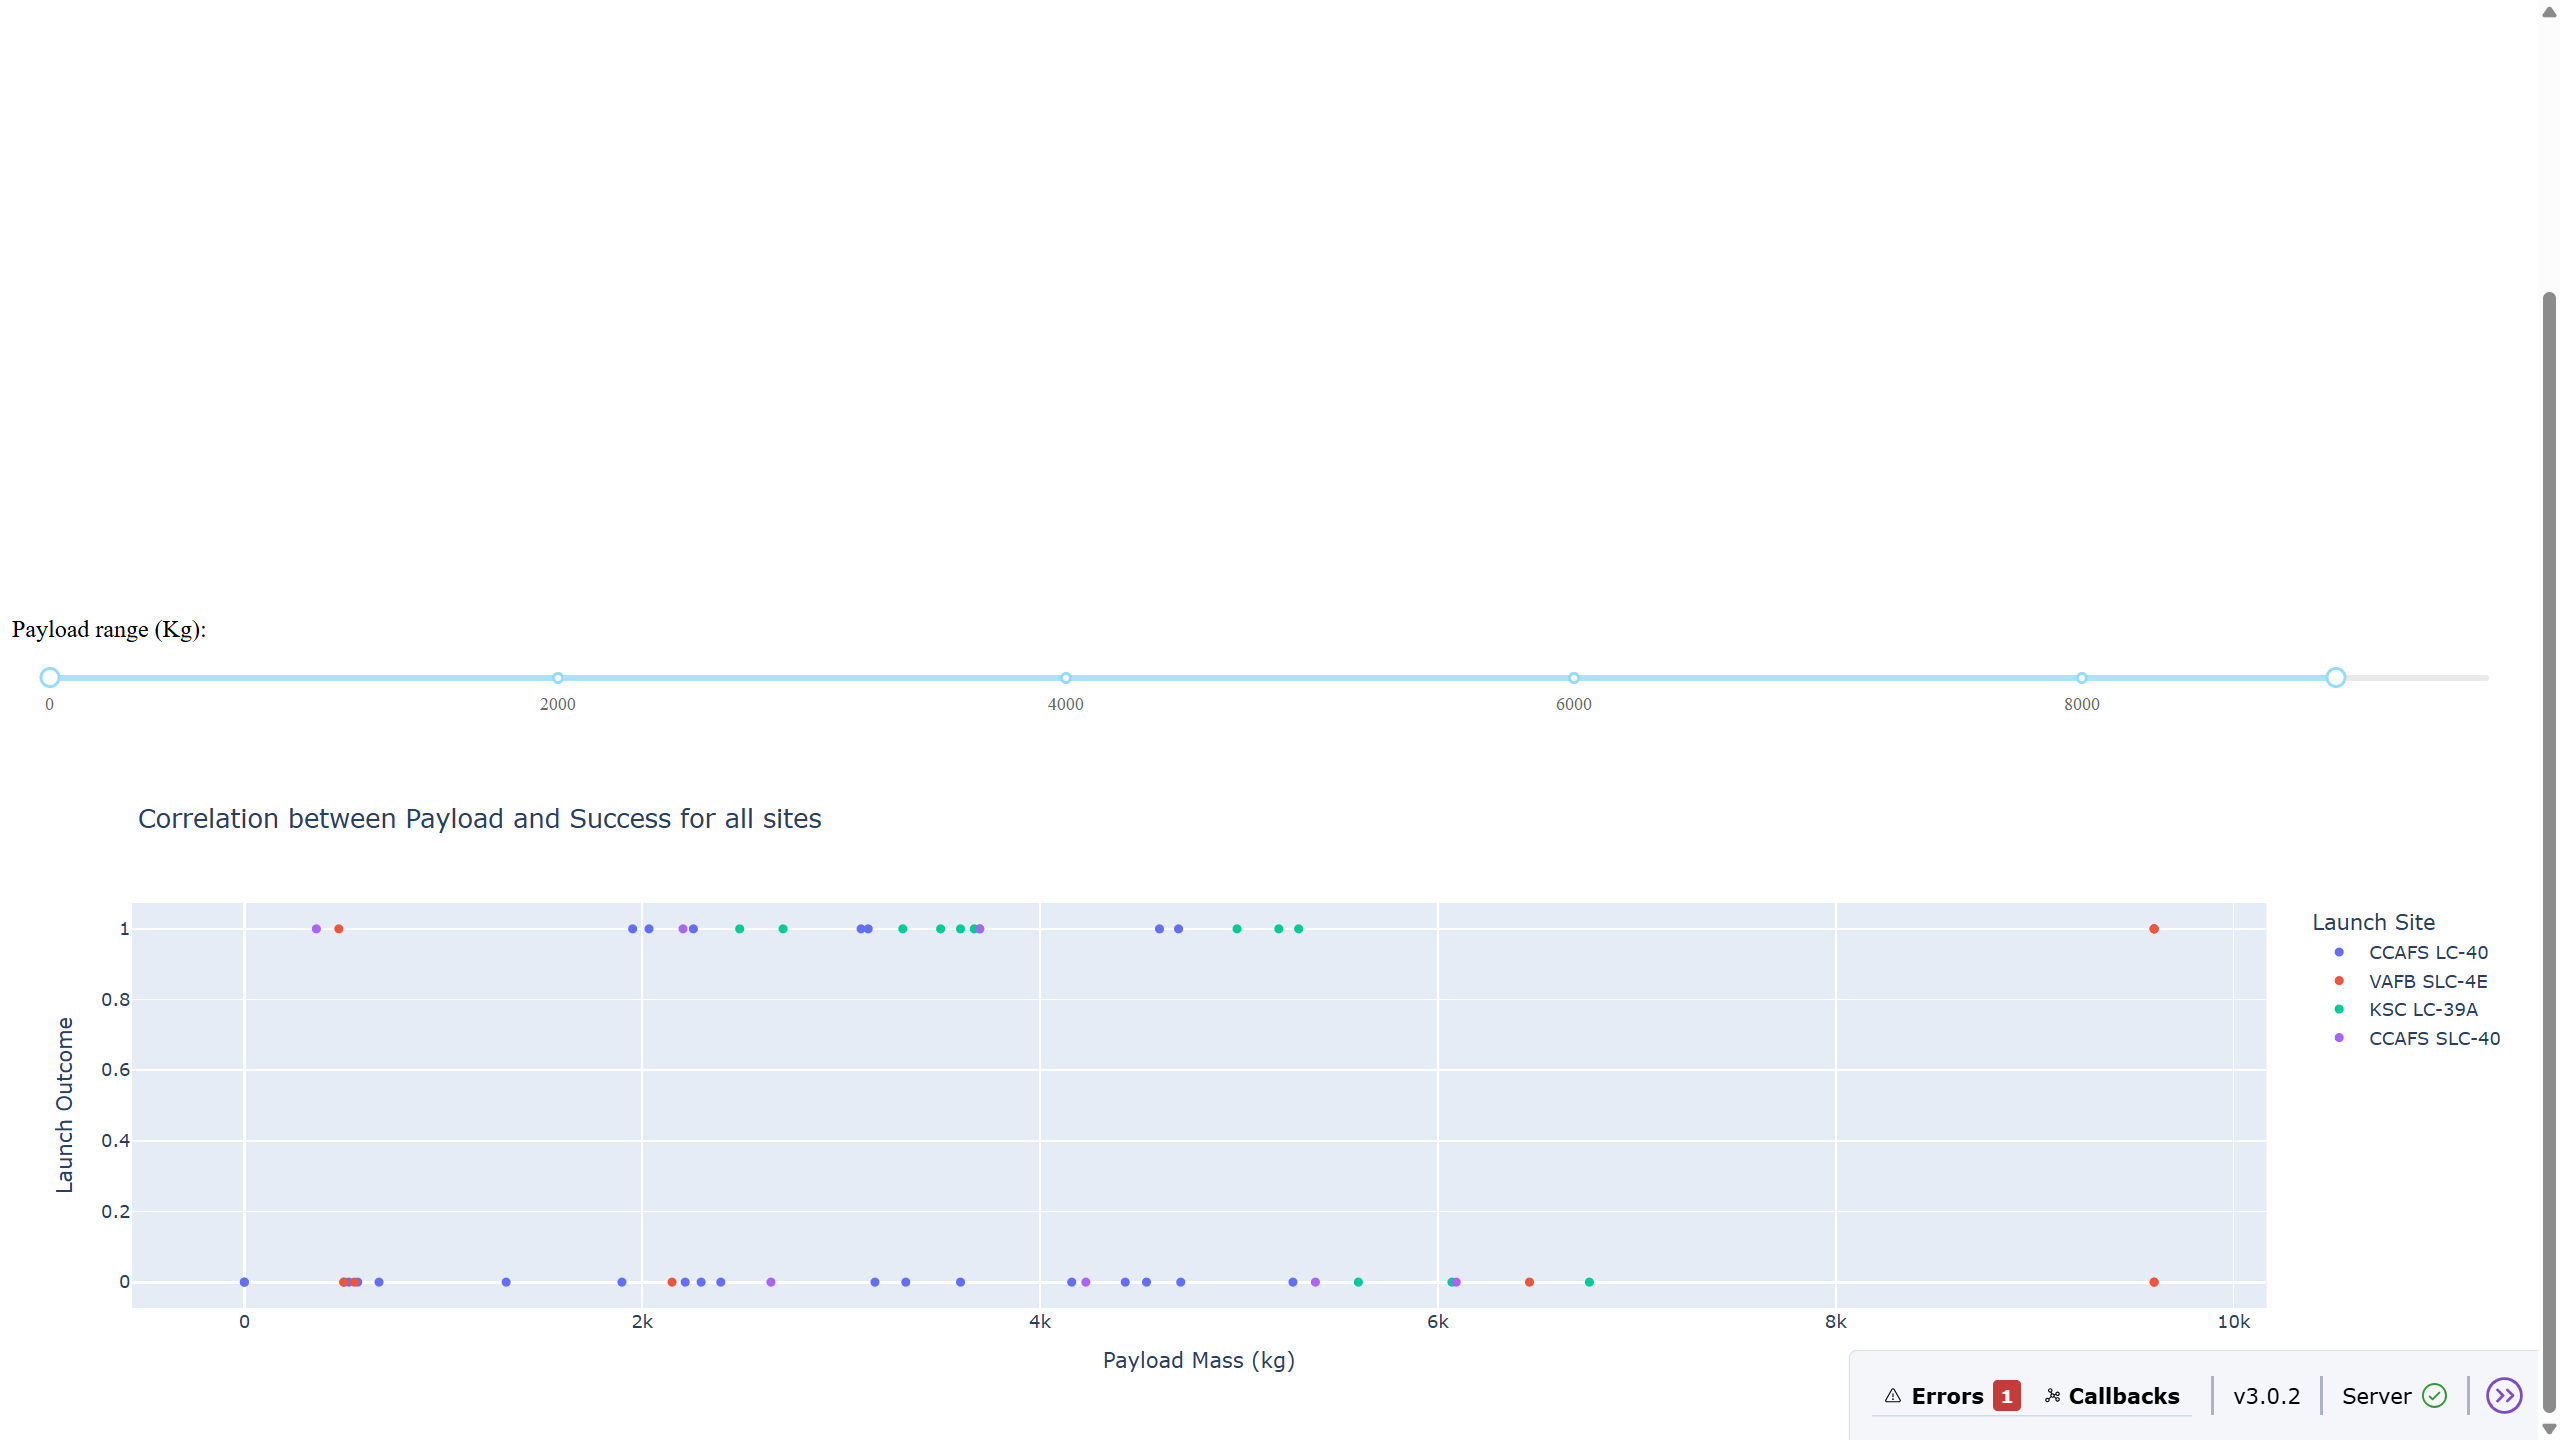 Payload range (Kg):
0 2000 4000 6000 8000
Correlation between Payload and Success for all sites
Launch Outcome
1
0.8
0.6
0.4
0.2
0
0 2k 4k 6k 8k 10k
Payload Mass (kg)
Launch Site
CCAFS LC-40
VAFB SLC-4E
KSC LC-39A
CCAFS SLC-40
Errors 1 Callbacks v3.0.2 Server